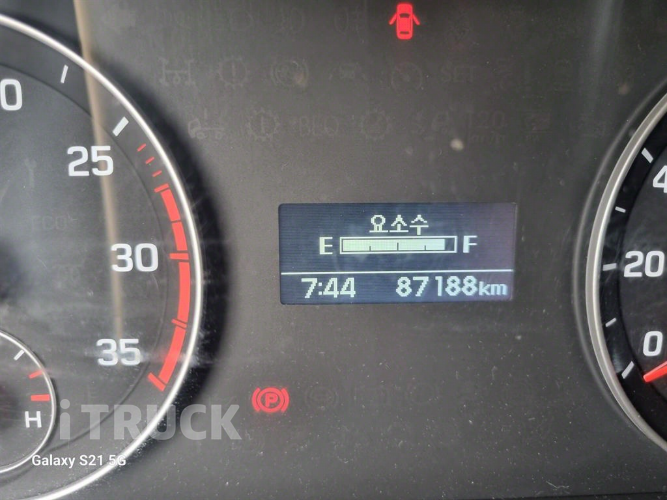 25
30
35
H
요소수
E F
7:44 87188km
20
0
P
iTRUCK
Galaxy S21 5G